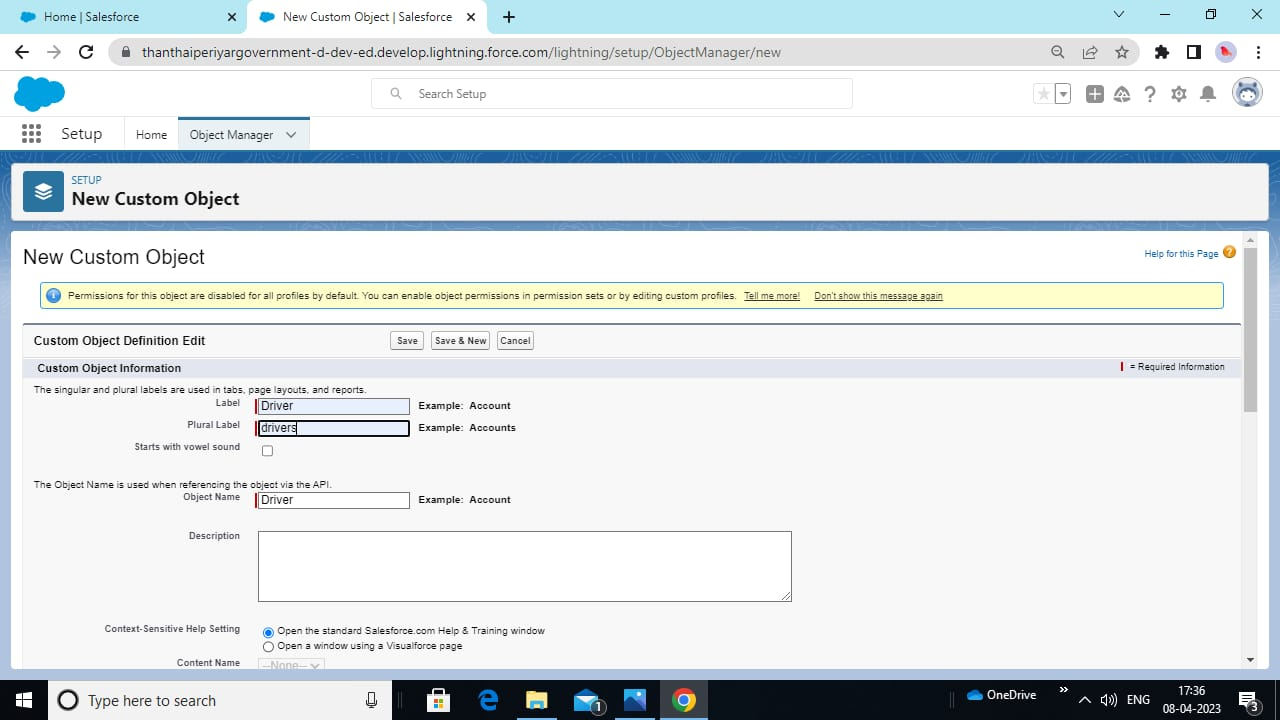 Home | Salesforce
New Custom Object | Salesforce
thanthaiperiyargovernment-d-dev-ed.develop.lightning.force.com/lightning/setup/ObjectManager/new
Search Setup
Setup
Home
Object Manager
SETUP
New Custom Object
New Custom Object
Help for this Page
Permissions for this object are disabled for all profiles by default. You can enable object permissions in permission sets or by editing custom profiles. Tell me more! Don't show this message again
Custom Object Definition Edit
Save
Save & New
Cancel
Custom Object Information
= Required Information
The singular and plural labels are used in tabs, page layouts, and reports.
Label
Driver
Example: Account
Plural Label
drivers
Example: Accounts
Starts with vowel sound
The Object Name is used when referencing the object via the API.
Object Name
Driver
Example: Account
Description
Context-Sensitive Help Setting
Open the standard Salesforce.com Help & Training window
Open a window using a Visualforce page
Content Name
--None--
Type here to search
1
OneDrive
ENG
17:36
08-04-2023
3